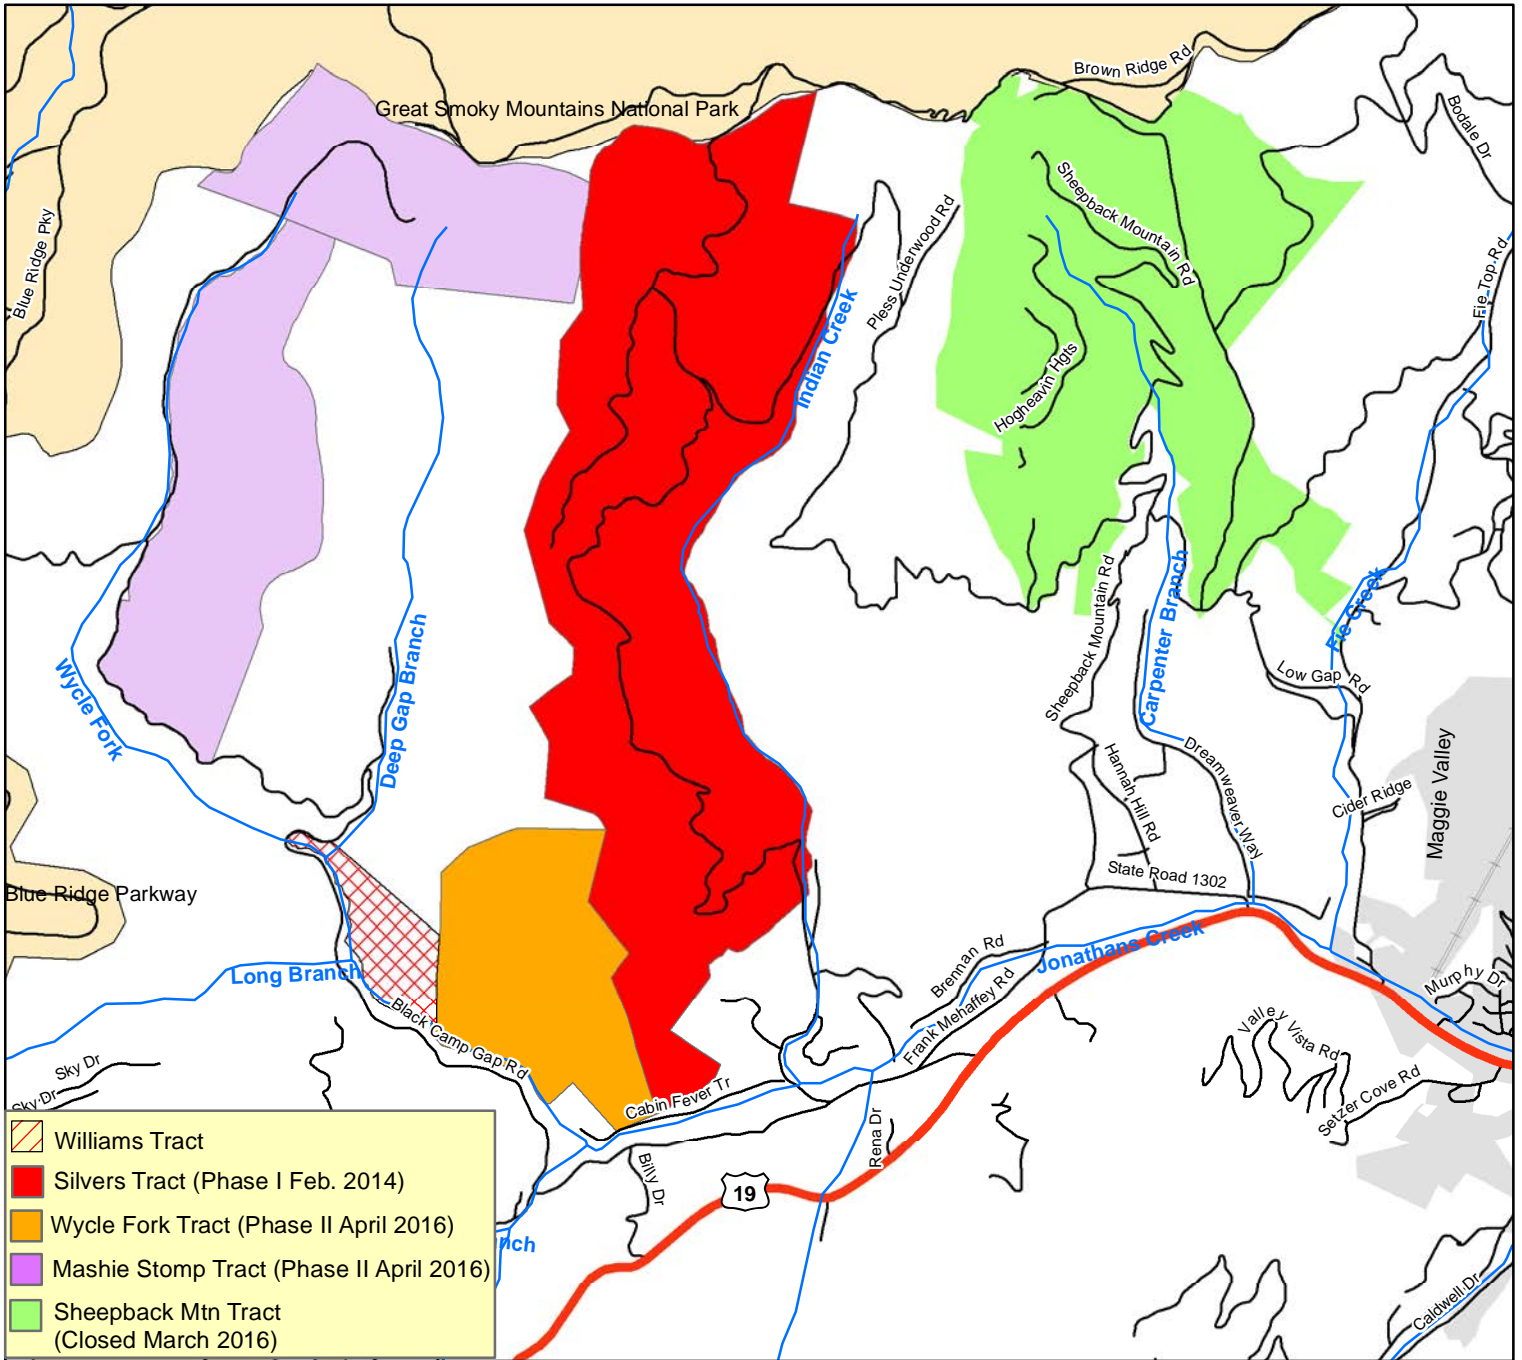 Brown Ridge Rd
Great Smoky Mountains National Park
Bodale Dr
Sheepback Mountain Rd
Blue Ridge Pky
Pless Underwood Rd
Fie Top Rd
Indian Creek
Hogheavin Hgts
Sheepback Mountain Rd
Carpenter Branch
Fie Creek
Wycle Fork
Deep Gap Branch
Low Gap Rd
Maggie Valley
Dreamweaver Way
Hannah Hill Rd
Cider Ridge
State Road 1302
Blue Ridge Parkway
Long Branch
Brennan Rd
Jonathans Creek
Frank Mehaffey Rd
Murphy Dr
Black Camp Gap Rd
Valley Vista Rd
Sky Dr
Sky Dr
Cabin Fever Tr
Setzer Cove Rd
Rena Dr
Billy Dr
19
nch
Caldwell Dr
Williams Tract
Silvers Tract (Phase I Feb. 2014)
Wycle Fork Tract (Phase II April 2016)
Mashie Stomp Tract (Phase II April 2016)
Sheepback Mtn Tract
(Closed March 2016)